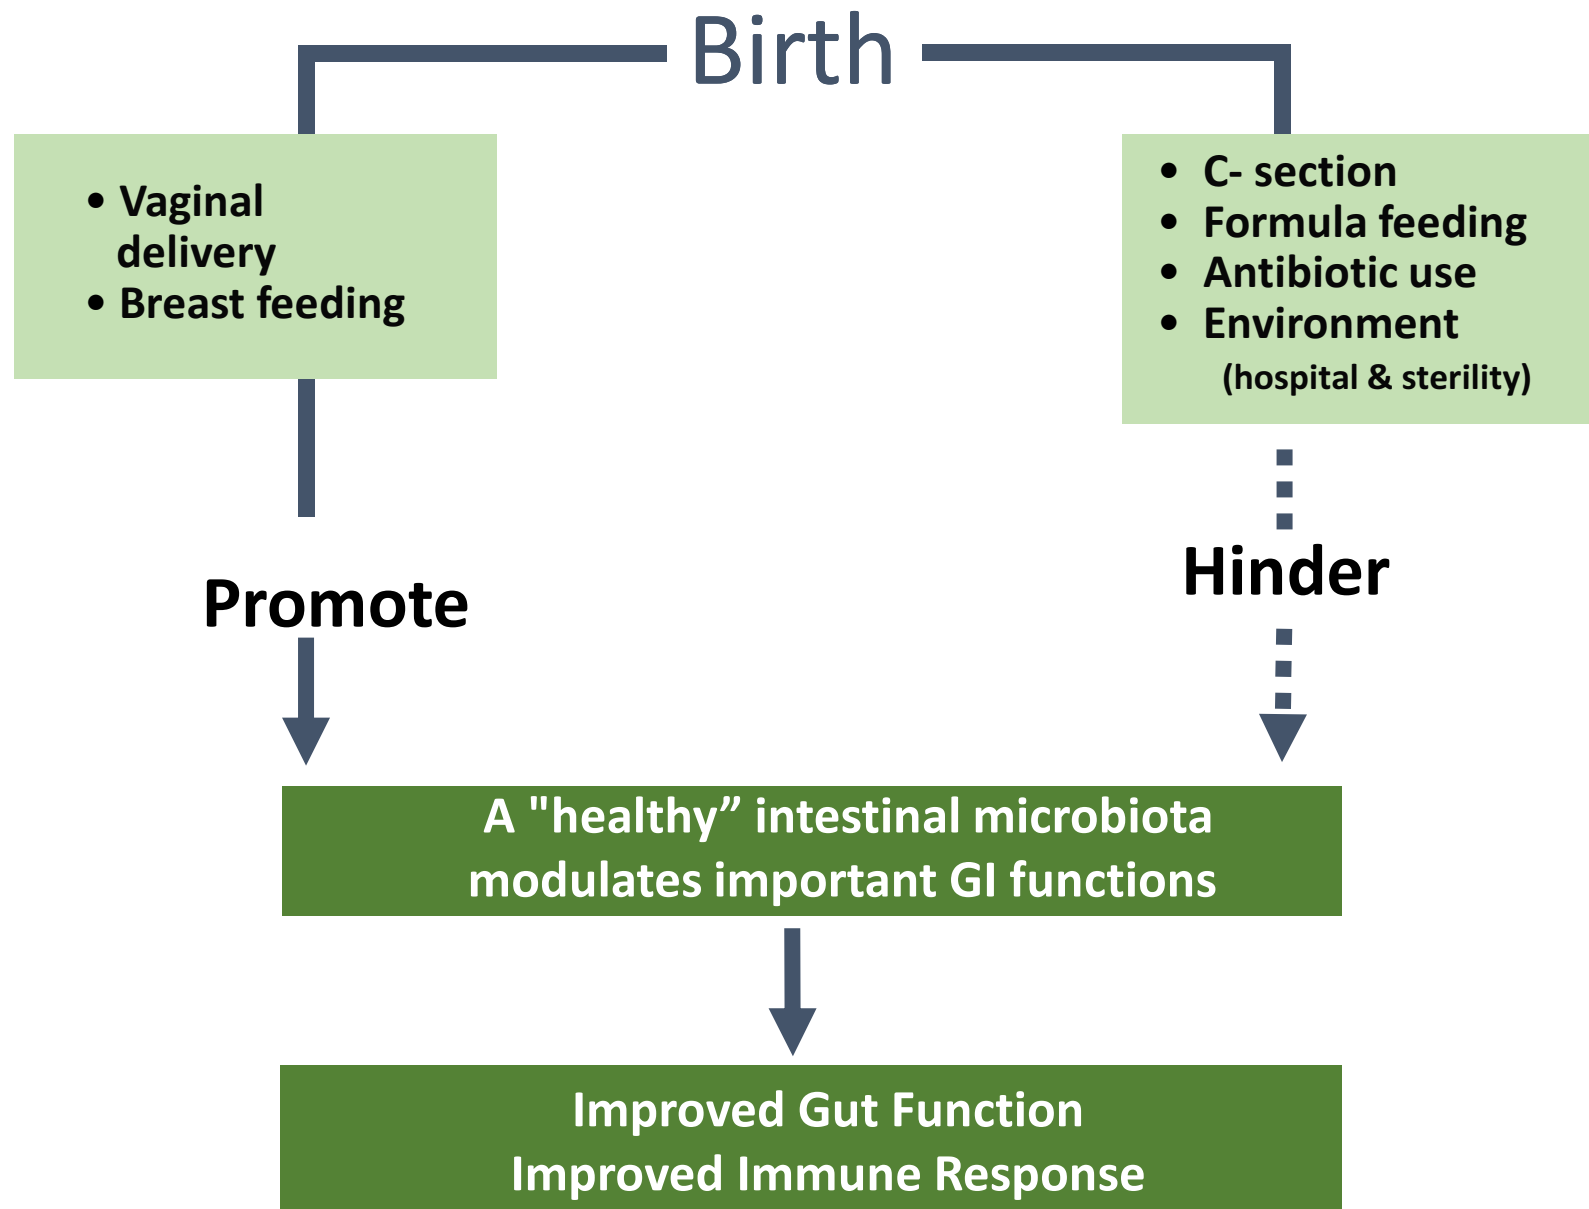 Birth
• Vaginal
delivery
• Breast feeding
• C- section
• Formula feeding
• Antibiotic use
• Environment
(hospital & sterility)
Promote
Hinder
A "healthy” intestinal microbiota
modulates important GI functions
Improved Gut Function
Improved Immune Response